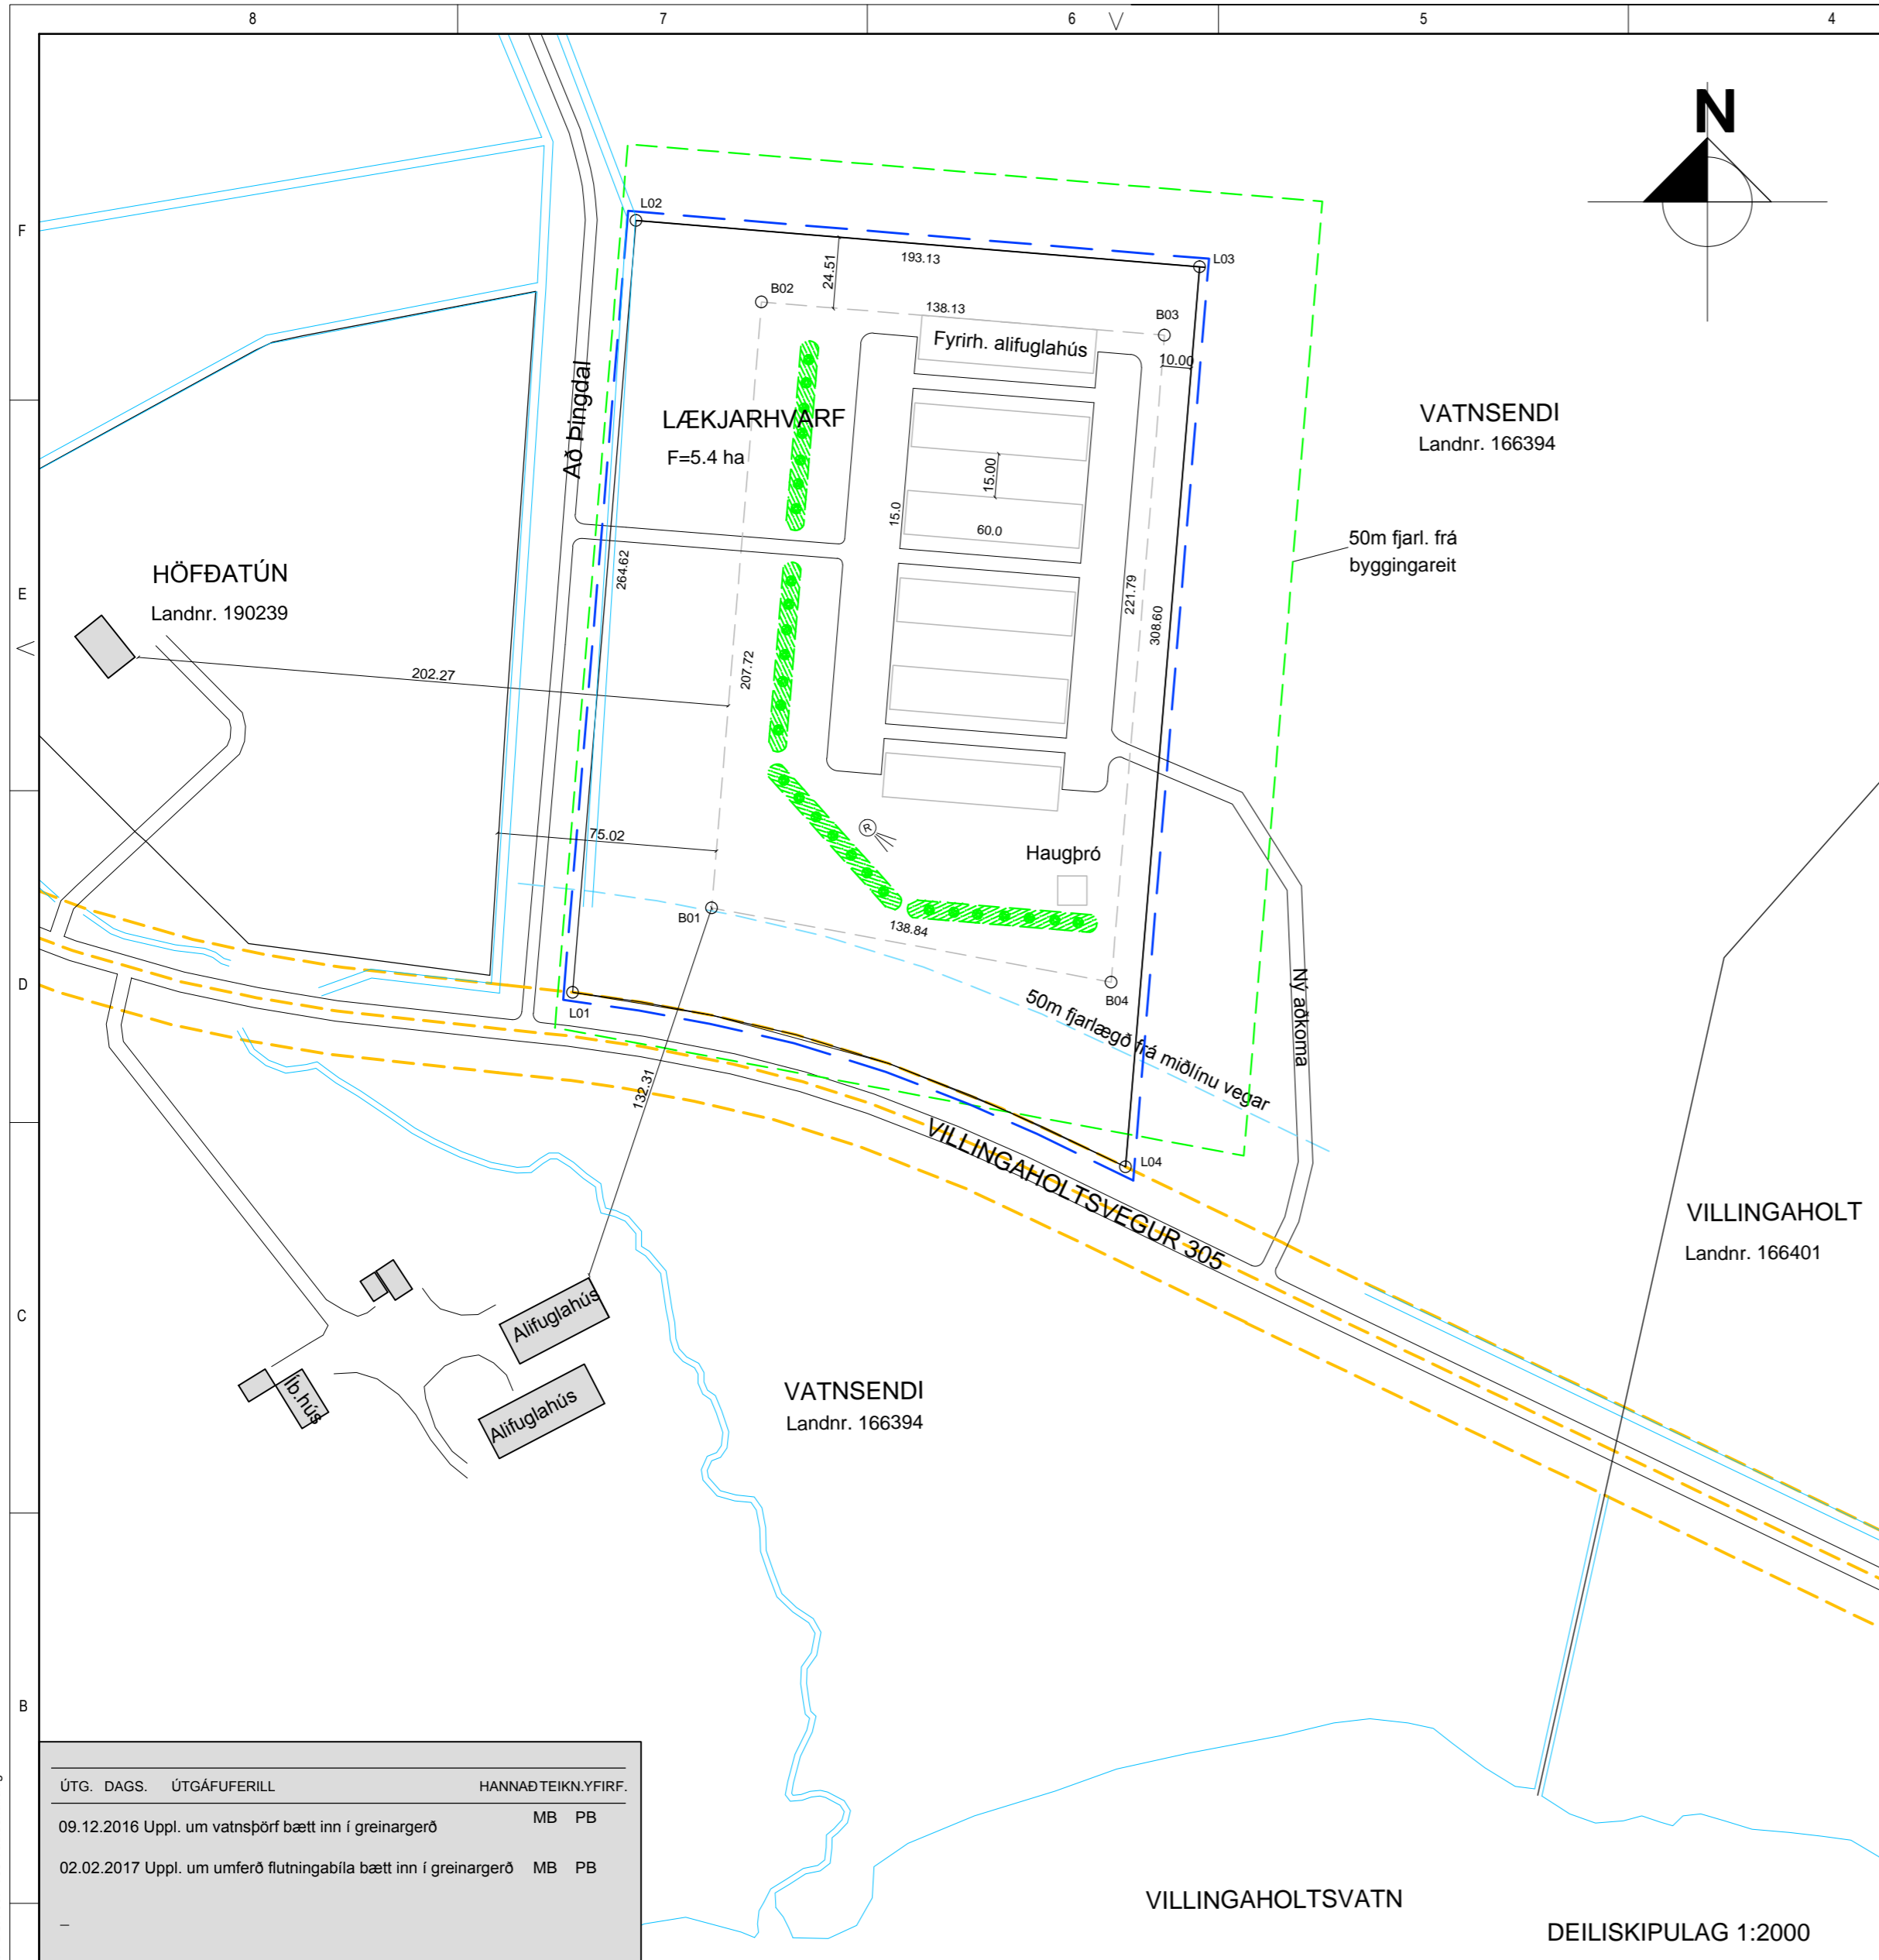 8
7
6
5
4
F
E
D
C
B
N
L02
L03
193.13
24.51
B02
138.13
B03
Fyrirh. alifuglahús
10.00
Að Þingdal
LÆKJARHVARF
F=5.4 ha
VATNSENDI
Landnr. 166394
15.00
15.0
60.0
50m fjarl. frá
byggingareit
264.62
HÖFÐATÚN
Landnr. 190239
221.79
308.60
202.27
207.72
75.02
R
Haugþró
B01
138.84
B04
Ný aðkoma
L01
50m fjarlægð frá miðlínu vegar
132.31
VILLINGAHOLTSVEGUR 305
L04
VILLINGAHOLT
Landnr. 166401
Alifuglahús
Íb.hús
Alifuglahús
VATNSENDI
Landnr. 166394
ÚTG. DAGS. ÚTGÁFUFERILL HANNAÐ TEIKN. YFIRF.
09.12.2016 Uppl. um vatnsþörf bætt inn í greinargerð MB PB
02.02.2017 Uppl. um umferð flutningabíla bætt inn í greinargerð MB PB
_
VILLINGAHOLTSVATN
DEILISKIPULAG 1:2000